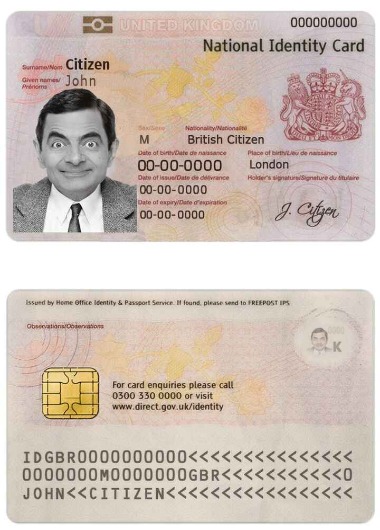 UNITED KINGDOM 000000000
National Identity Card
Surname/Nom Citizen
Given names/ John
Prénoms
Sex/Sexe Nationality/Nationalité
M British Citizen
Date of birth/Date de naissance Place of birth/Lieu de naissance
00-00-0000 London
Date of issue/Date de délivrance Holder's signature/Signature du titulaire
00-00-0000
Date of expiry/Date d'expiration
00-00-0000 J. Citizen
Issued by Home Office Identity & Passport Service. If found, please send to FREEPOST IPS
Observations/Observations
K
For card enquiries please call
0300 330 0000 or visit
www.direct.gov.uk/identity
IDGBR0000000000<<<<<<<<<<<<<<<
0000000M0000000GBR<<<<<<<<<<<0
JOHN<<CITIZEN<<<<<<<<<<<<<<<<<